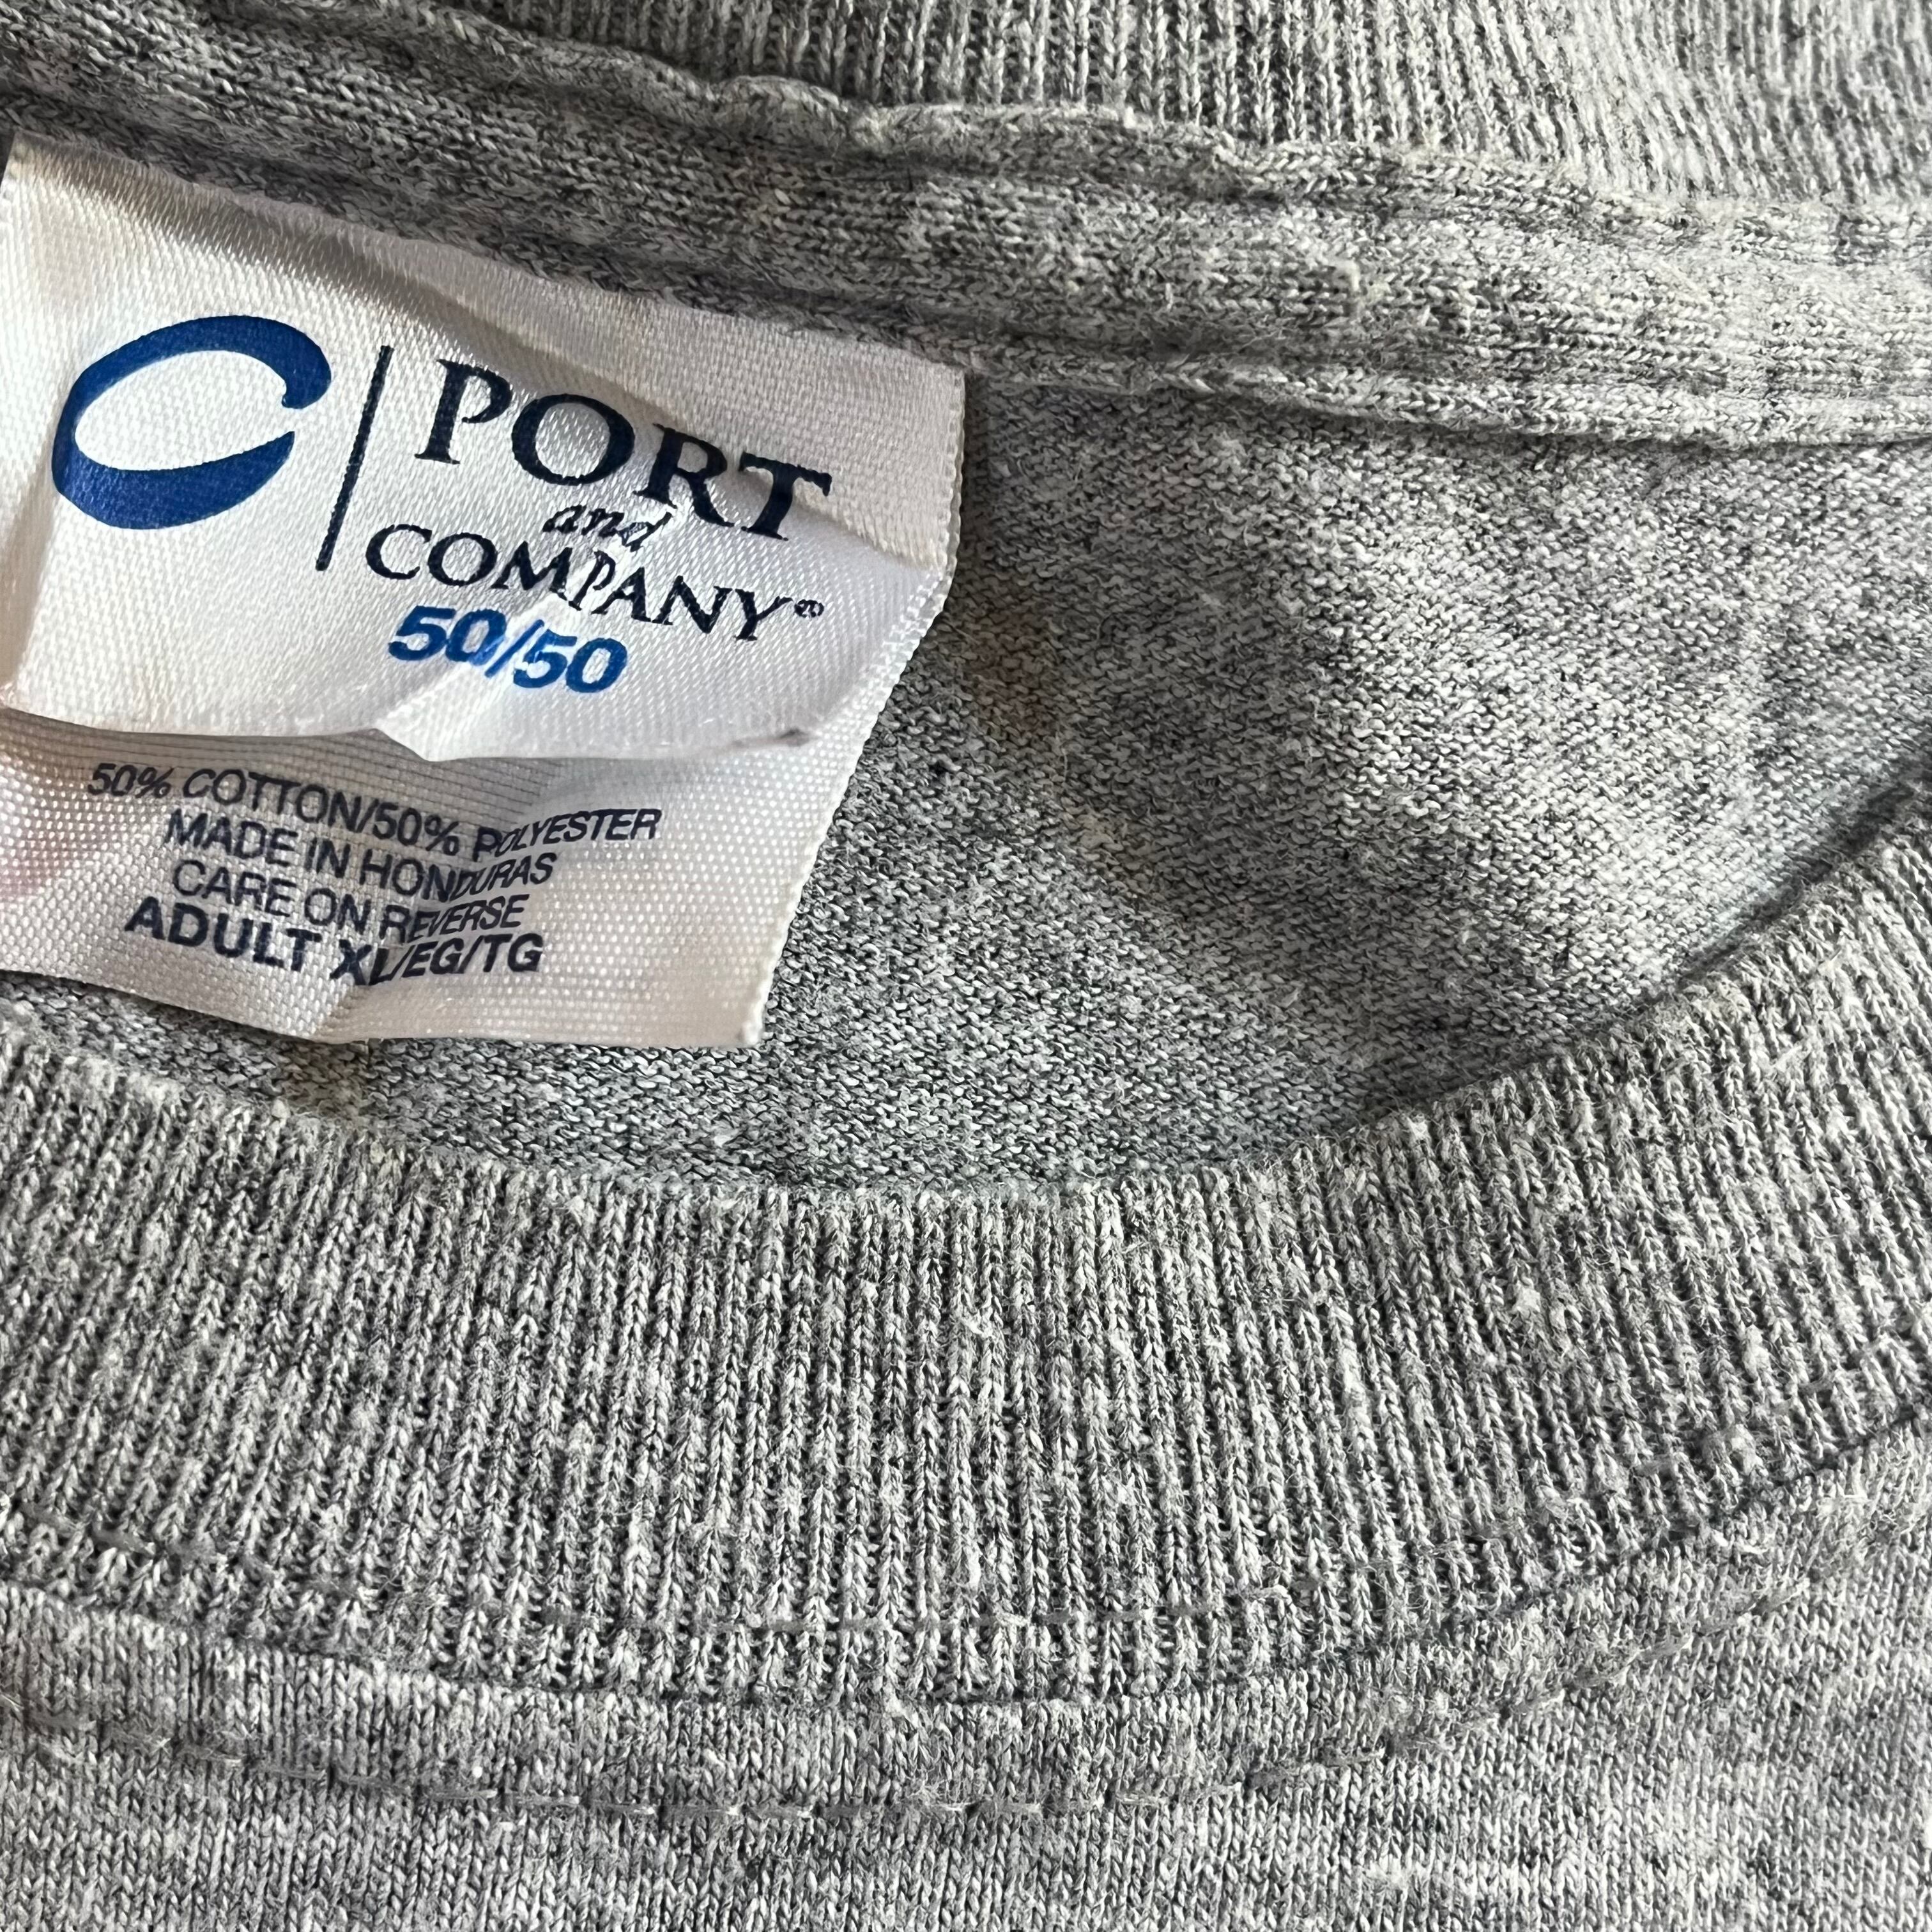 PORT
and
COMPANY®
50/50
50% COTTON/50% POLYESTER
MADE IN HONDURAS
CARE ON REVERSE
ADULT XL/EG/TG